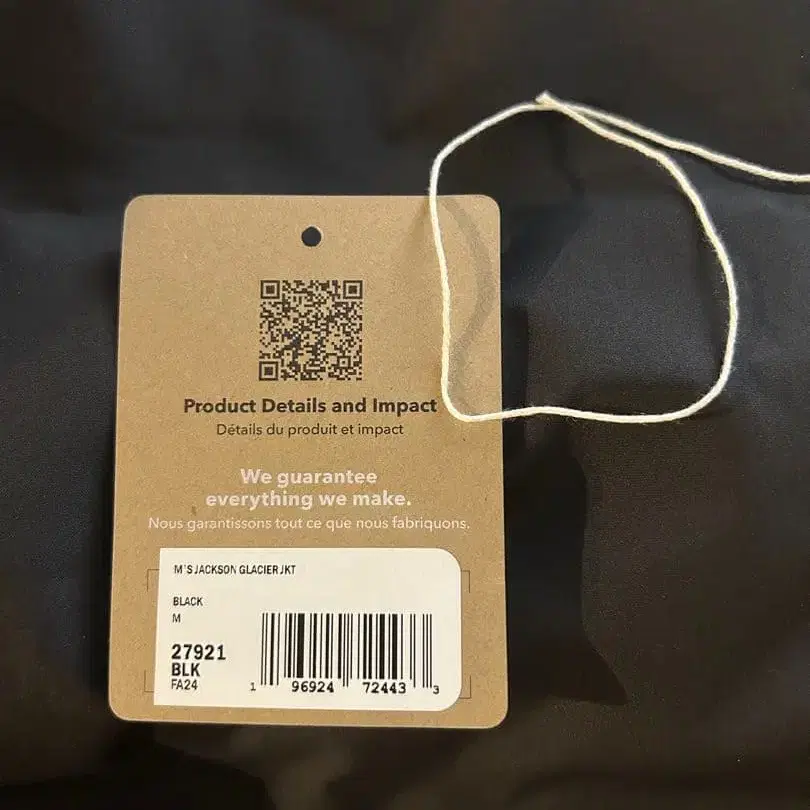 Product Details and Impact
Détails du produit et impact
We guarantee
everything we make.
Nous garantissons tout ce que nous fabriquons.
M'S JACKSON GLACIER JKT
BLACK
M
27921
BLK
FA24
1 96924 72443 3